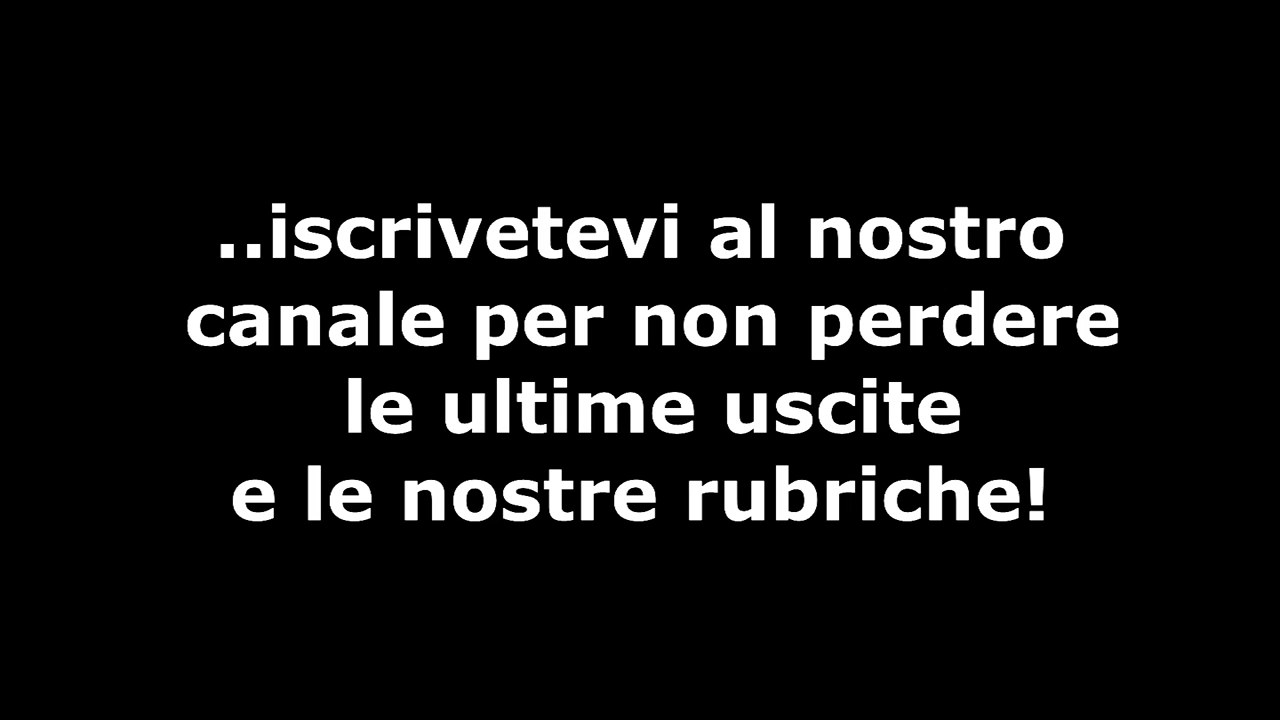 ..iscrivetevi al nostro
canale per non perdere
le ultime uscite
e le nostre rubriche!